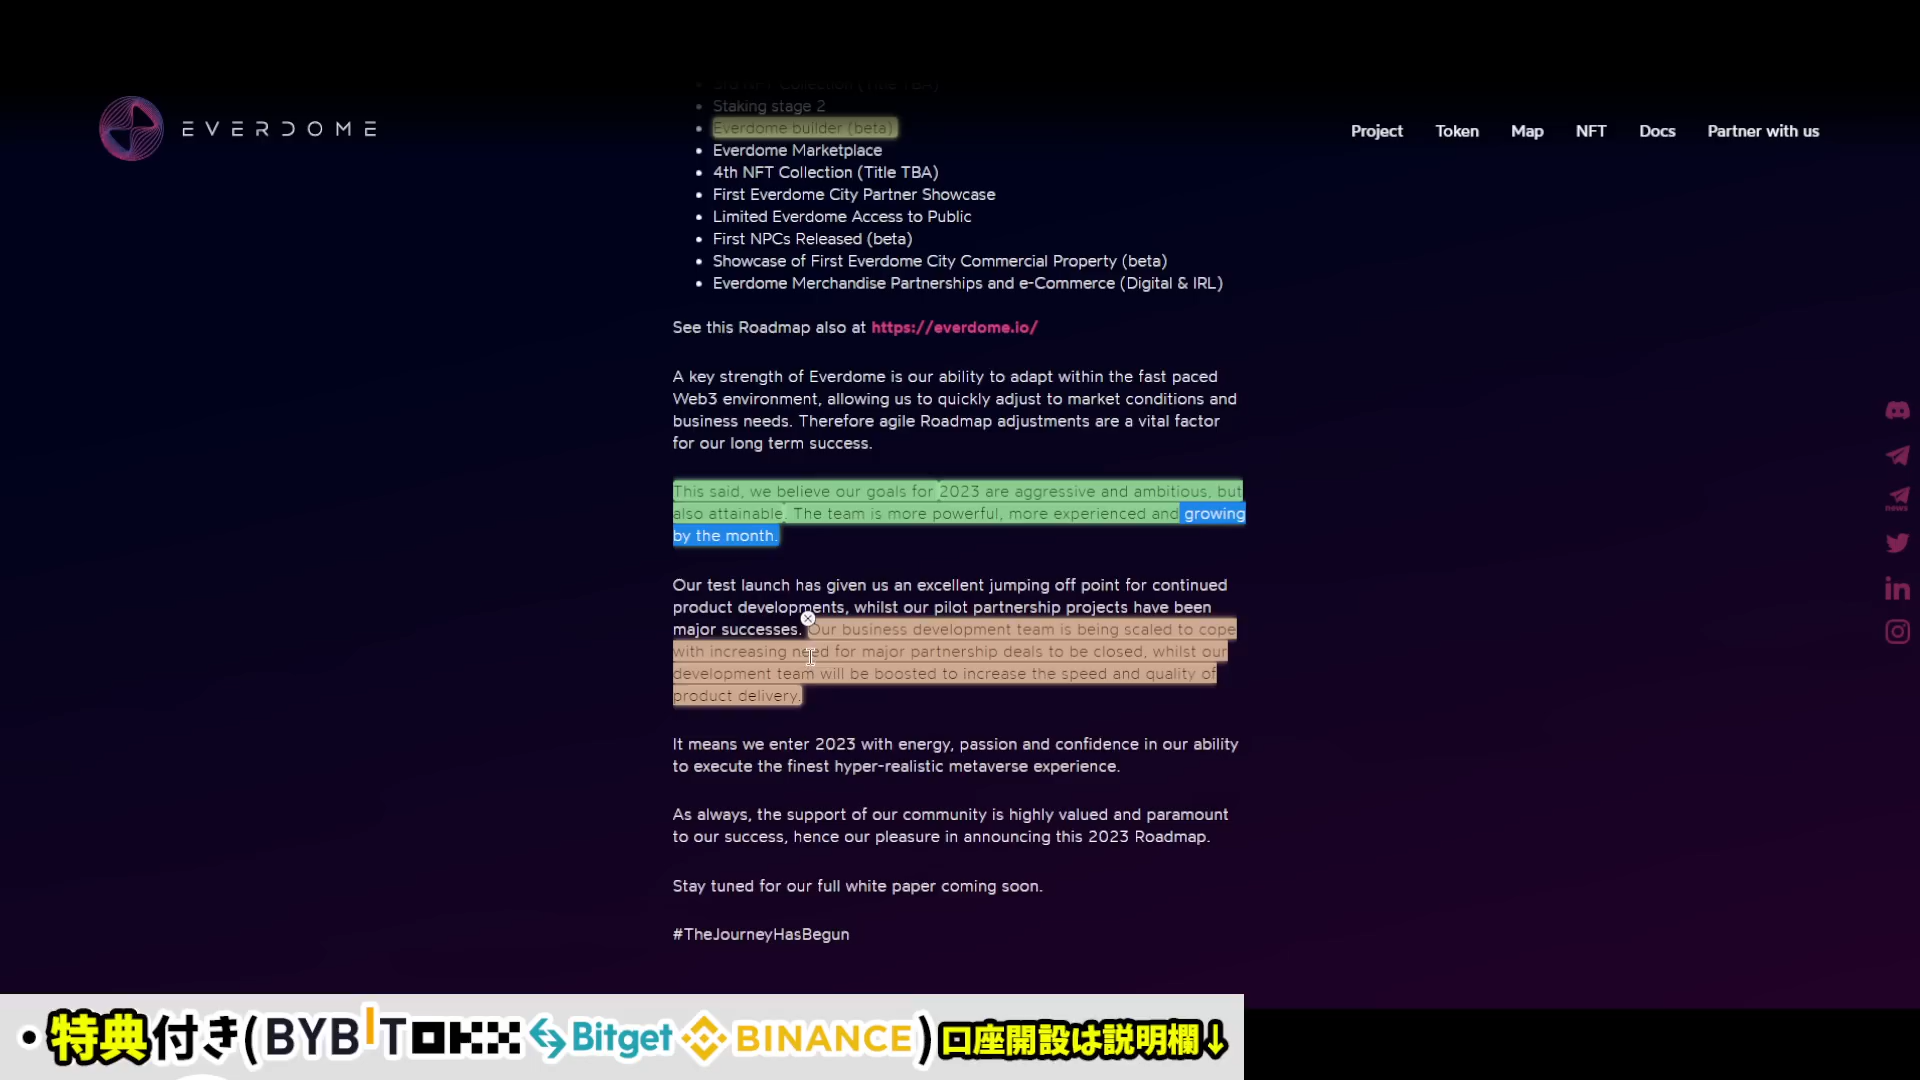 3rd NFT Collection (Title TBA)
Staking stage 2
Everdome builder (beta)
EVERDOME
Project
Token
Map
NFT
Docs
Partner with us
Everdome Marketplace
4th NFT Collection (Title TBA)
First Everdome City Partner Showcase
Limited Everdome Access to Public
First NPCs Released (beta)
Showcase of First Everdome City Commercial Property (beta)
Everdome Merchandise Partnerships and e-Commerce (Digital & IRL)
See this Roadmap also at https://everdome.io/
A key strength of Everdome is our ability to adapt within the fast paced
Web3 environment, allowing us to quickly adjust to market conditions and
business needs. Therefore agile Roadmap adjustments are a vital factor
for our long term success.
This said, we believe our goals for 2023 are aggressive and ambitious, but
also attainable. The team is more powerful, more experienced and growing
by the month.
Our test launch has given us an excellent jumping off point for continued
product developments, whilst our pilot partnership projects have been
major successes. Our business development team is being scaled to cope
with increasing need for major partnership deals to be closed, whilst our
development team will be boosted to increase the speed and quality of
product delivery.
It means we enter 2023 with energy, passion and confidence in our ability
to execute the finest hyper-realistic metaverse experience.
As always, the support of our community is highly valued and paramount
to our success, hence our pleasure in announcing this 2023 Roadmap.
Stay tuned for our full white paper coming soon.
#TheJourneyHasBegun
news
・特典付き(BYBIT OKX Bitget BINANCE)口座開設は説明欄↓